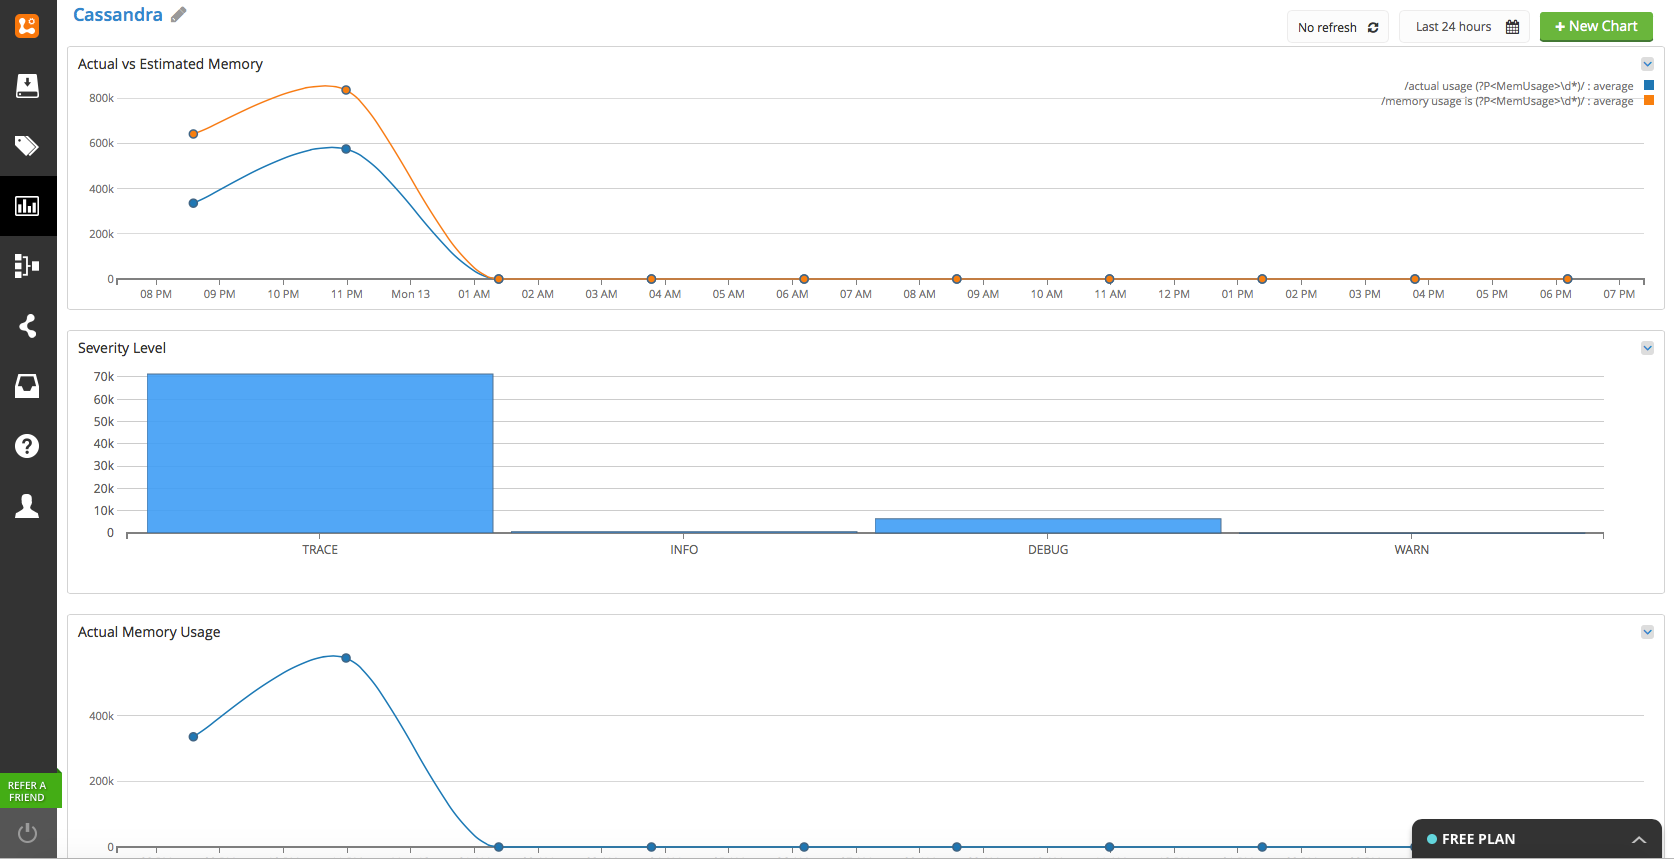 Cassandra
No refresh
Last 24 hours
+ New Chart
Actual vs Estimated Memory
/actual usage (?P<MemUsage>\d*)/ : average
/memory usage is (?P<MemUsage>\d*)/ : average
800k
600k
400k
200k
0
08 PM 09 PM 10 PM 11 PM Mon 13 01 AM 02 AM 03 AM 04 AM 05 AM 06 AM 07 AM 08 AM 09 AM 10 AM 11 AM 12 PM 01 PM 02 PM 03 PM 04 PM 05 PM 06 PM 07 PM
Severity Level
70k
60k
50k
40k
30k
20k
10k
0
TRACE INFO DEBUG WARN
Actual Memory Usage
400k
200k
0
REFER A
FRIEND
FREE PLAN